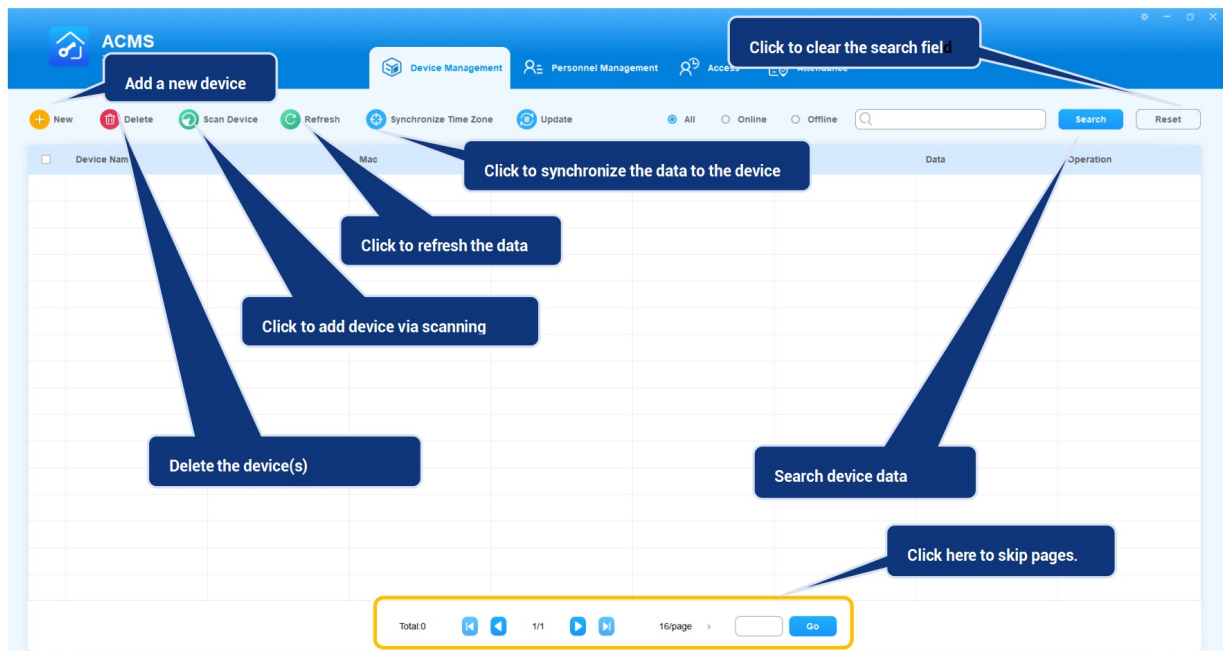 ACMS
Click to clear the search field
Add a new device
Device Management
Personnel Management
Access
Attendance
New
Delete
Scan Device
Refresh
Synchronize Time Zone
Update
All
Online
Offline
Search
Reset
Device Nam
Mac
Data
Operation
Click to synchronize the data to the device
Click to refresh the data
Click to add device via scanning
Delete the device(s)
Search device data
Click here to skip pages.
Total:0
1/1
16/page
Go